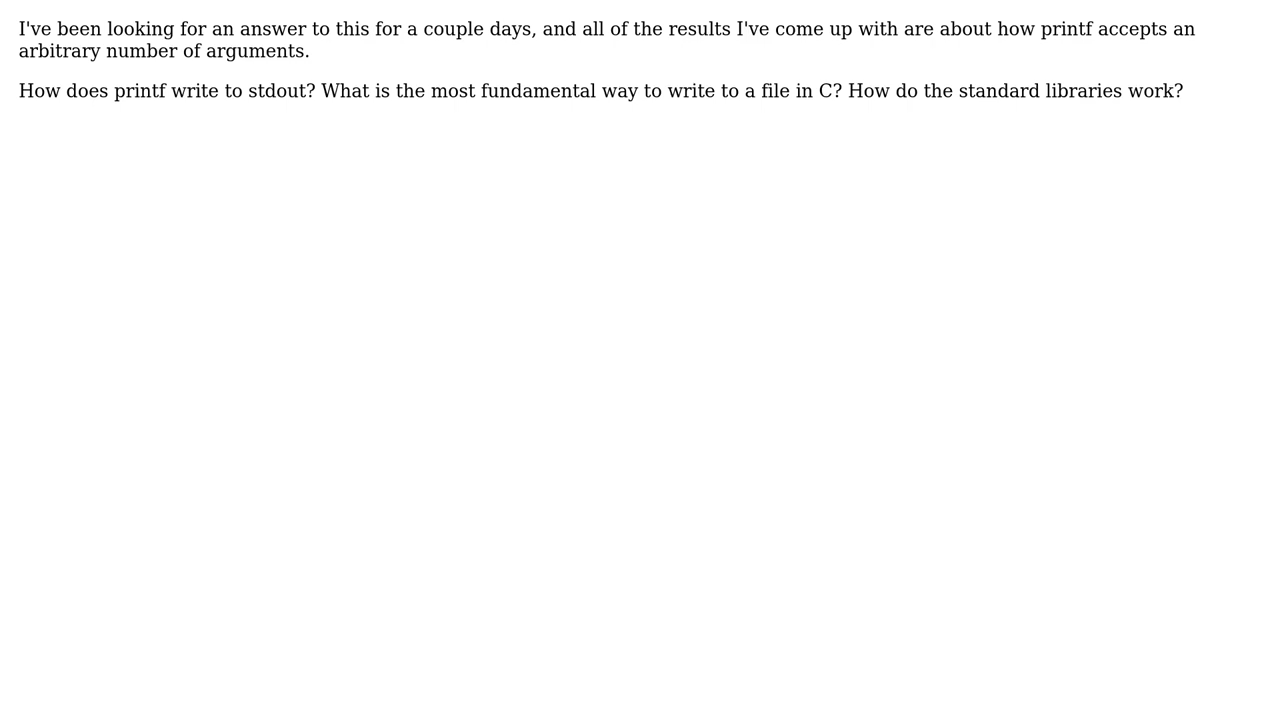 I've been looking for an answer to this for a couple days, and all of the results I've come up with are about how printf accepts an
arbitrary number of arguments.
How does printf write to stdout? What is the most fundamental way to write to a file in C? How do the standard libraries work?